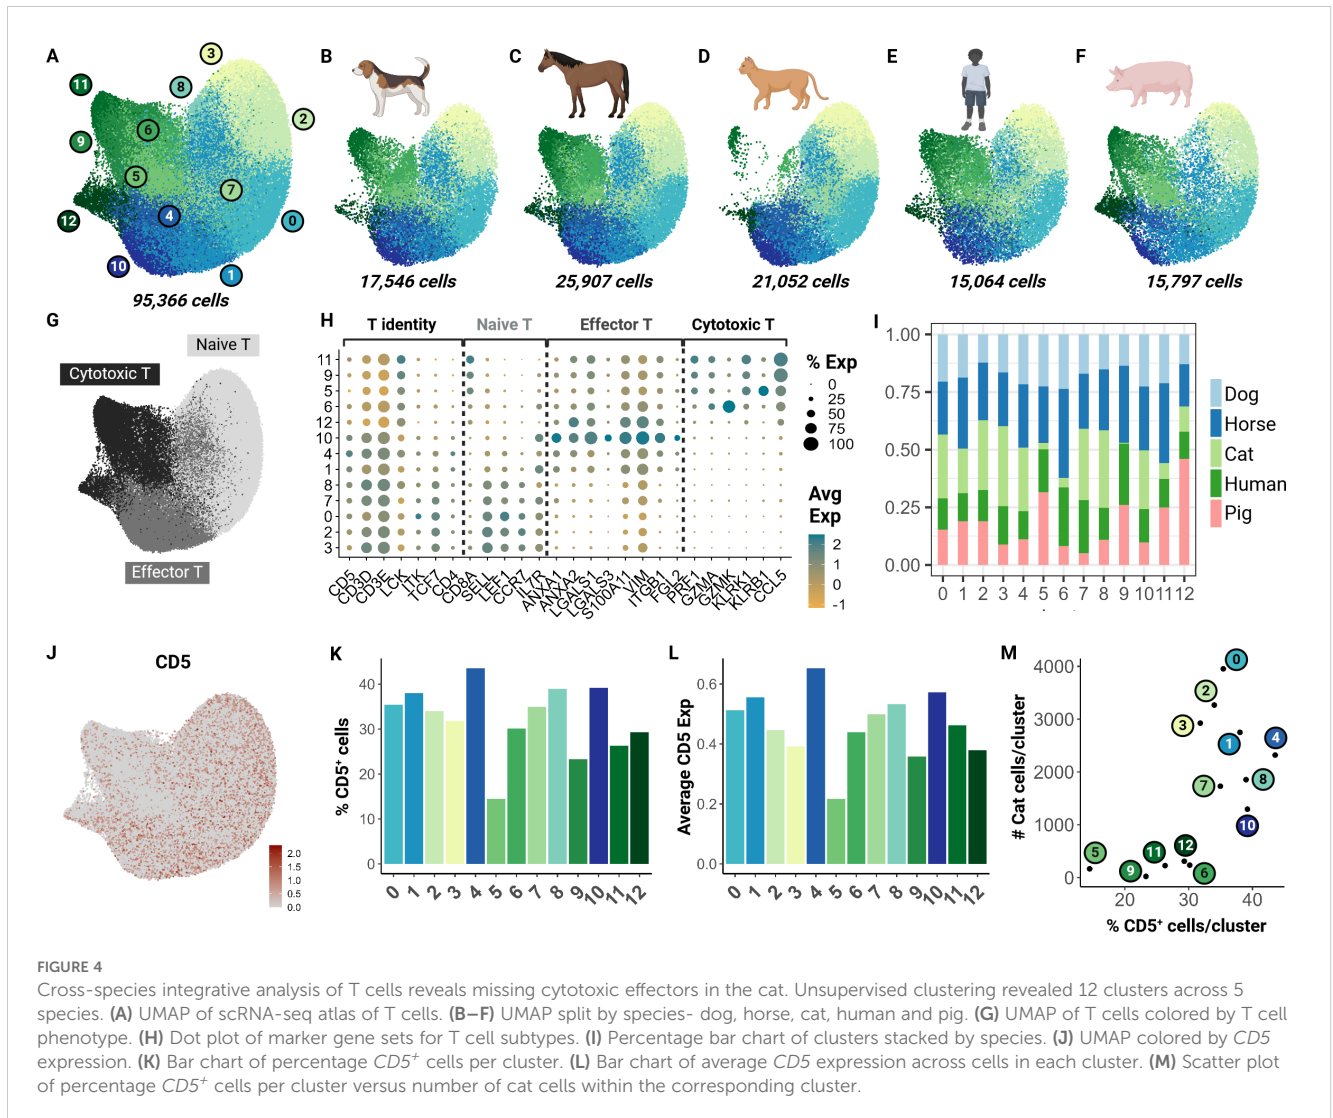 A
B
C
D
E
F
3
11
8
2
6
9
5
7
4
12
0
10
1
95,366 cells
17,546 cells
25,907 cells
21,052 cells
15,064 cells
15,797 cells
G
Naive T
Cytotoxic T
Effector T
H
T identity
Naive T
Effector T
Cytotoxic T
11
9
5
6
12
10
4
1
8
7
0
2
3
CD5
CD3D
CD3E
LCK
ITK
TCF7
CD4
CD8A
SELL
LEF1
CCR7
IL7R
ANXA1
ANXA2
LGALS1
LGALS3
S100A11
VIM
ITGB1
FGL2
PRF1
GZMA
GZMK
KLRK1
KLRB1
CCL5
% Exp
0
25
50
75
100
Avg
Exp
2
1
0
-1
I
1.00
0.75
0.50
0.25
0.00
0 1 2 3 4 5 6 7 8 9 10 11 12
Dog
Horse
Cat
Human
Pig
J
CD5
2.0
1.5
1.0
0.5
0.0
K
% CD5⁺ cells
40
30
20
10
0
0 1 2 3 4 5 6 7 8 9 10 11 12
L
Average CD5 Exp
0.6
0.4
0.2
0.0
0 1 2 3 4 5 6 7 8 9 10 11 12
M
# Cat cells/cluster
4000
3000
2000
1000
0
0
2
3
1
4
7
8
10
5
11
12
9
6
20 30 40
% CD5⁺ cells/cluster
FIGURE 4
Cross-species integrative analysis of T cells reveals missing cytotoxic effectors in the cat. Unsupervised clustering revealed 12 clusters across 5
species. (A) UMAP of scRNA-seq atlas of T cells. (B–F) UMAP split by species- dog, horse, cat, human and pig. (G) UMAP of T cells colored by T cell
phenotype. (H) Dot plot of marker gene sets for T cell subtypes. (I) Percentage bar chart of clusters stacked by species. (J) UMAP colored by CD5
expression. (K) Bar chart of percentage CD5⁺ cells per cluster. (L) Bar chart of average CD5 expression across cells in each cluster. (M) Scatter plot
of percentage CD5⁺ cells per cluster versus number of cat cells within the corresponding cluster.